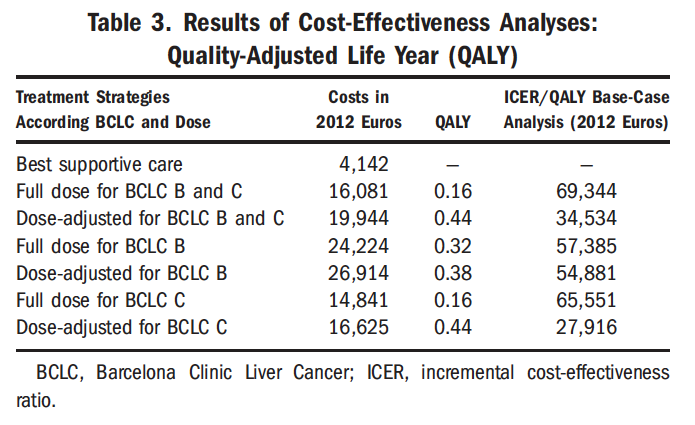 Table 3. Results of Cost-Effectiveness Analyses:
Quality-Adjusted Life Year (QALY)
Treatment Strategies Costs in ICER/QALY Base-Case
According BCLC and Dose 2012 Euros QALY Analysis (2012 Euros)
Best supportive care 4,142 — —
Full dose for BCLC B and C 16,081 0.16 69,344
Dose-adjusted for BCLC B and C 19,944 0.44 34,534
Full dose for BCLC B 24,224 0.32 57,385
Dose-adjusted for BCLC B 26,914 0.38 54,881
Full dose for BCLC C 14,841 0.16 65,551
Dose-adjusted for BCLC C 16,625 0.44 27,916
BCLC, Barcelona Clinic Liver Cancer; ICER, incremental cost-effectiveness
ratio.